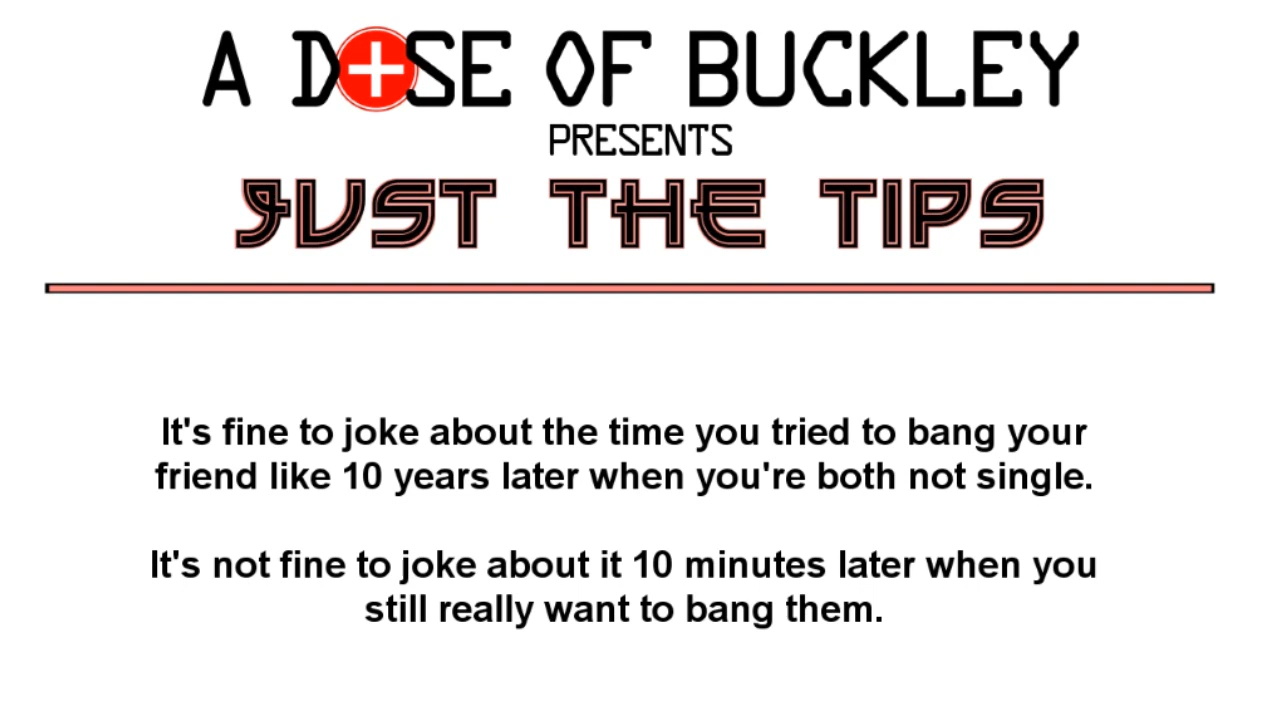 A DOSE OF BUCKLEY
PRESENTS
JUST THE TIPS
It's fine to joke about the time you tried to bang your
friend like 10 years later when you're both not single.
It's not fine to joke about it 10 minutes later when you
still really want to bang them.